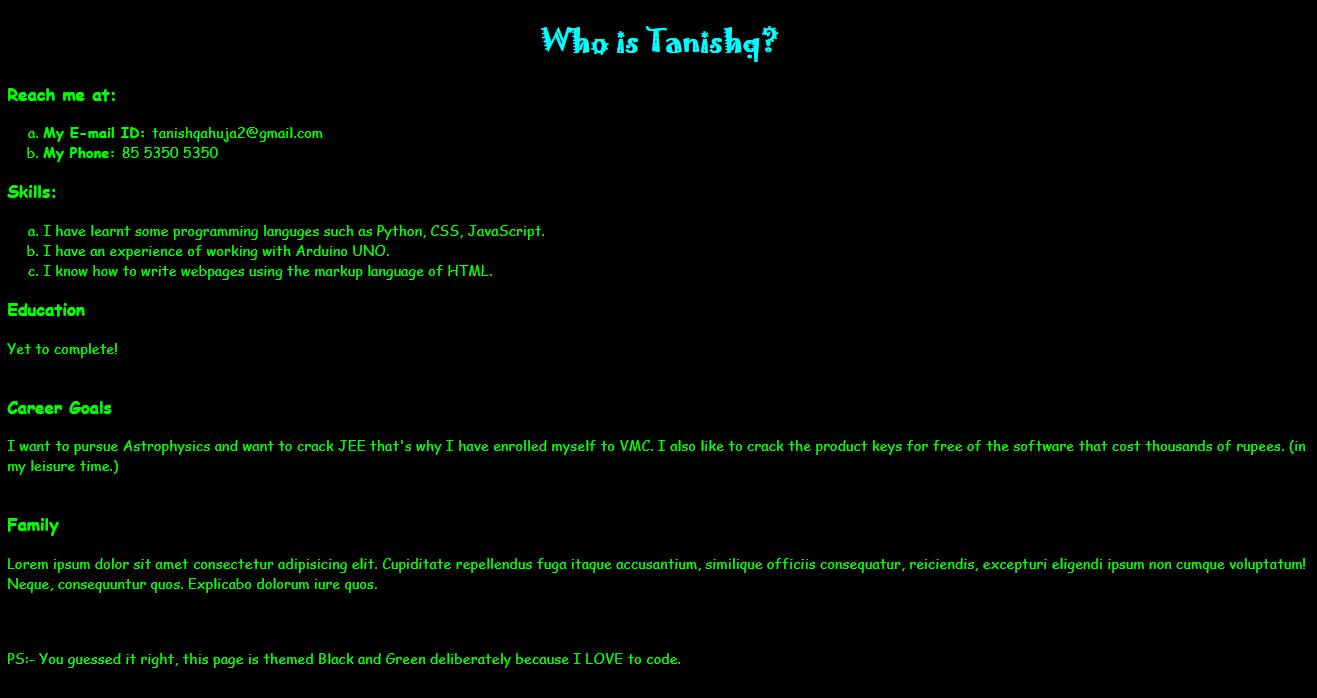 Who is Tanishq?
Reach me at:
a. My E-mail ID: tanishqahuja2@gmail.com
b. My Phone: 85 5350 5350
Skills:
a. I have learnt some programming languges such as Python, CSS, JavaScript.
b. I have an experience of working with Arduino UNO.
c. I know how to write webpages using the markup language of HTML.
Education
Yet to complete!
Career Goals
I want to pursue Astrophysics and want to crack JEE that's why I have enrolled myself to VMC. I also like to crack the product keys for free of the software that cost thousands of rupees. (in
my leisure time.)
Family
Lorem ipsum dolor sit amet consectetur adipisicing elit. Cupiditate repellendus fuga itaque accusantium, similique officiis consequatur, reiciendis, excepturi eligendi ipsum non cumque voluptatum!
Neque, consequuntur quos. Explicabo dolorum iure quos.
PS:- You guessed it right, this page is themed Black and Green deliberately because I LOVE to code.